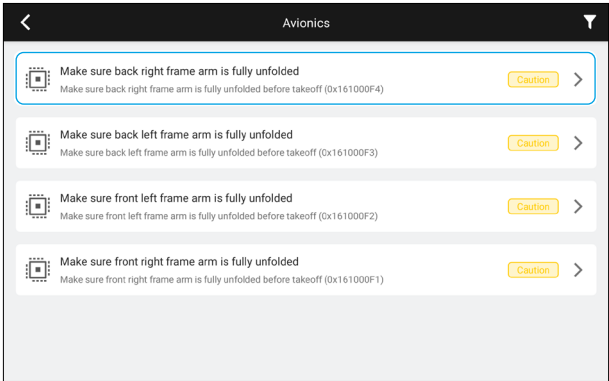 Avionics
Make sure back right frame arm is fully unfolded
Caution
Make sure back right frame arm is fully unfolded before takeoff (0x161000F4)
Make sure back left frame arm is fully unfolded
Caution
Make sure back left frame arm is fully unfolded before takeoff (0x161000F3)
Make sure front left frame arm is fully unfolded
Caution
Make sure front left frame arm is fully unfolded before takeoff (0x161000F2)
Make sure front right frame arm is fully unfolded
Caution
Make sure front right frame arm is fully unfolded before takeoff (0x161000F1)